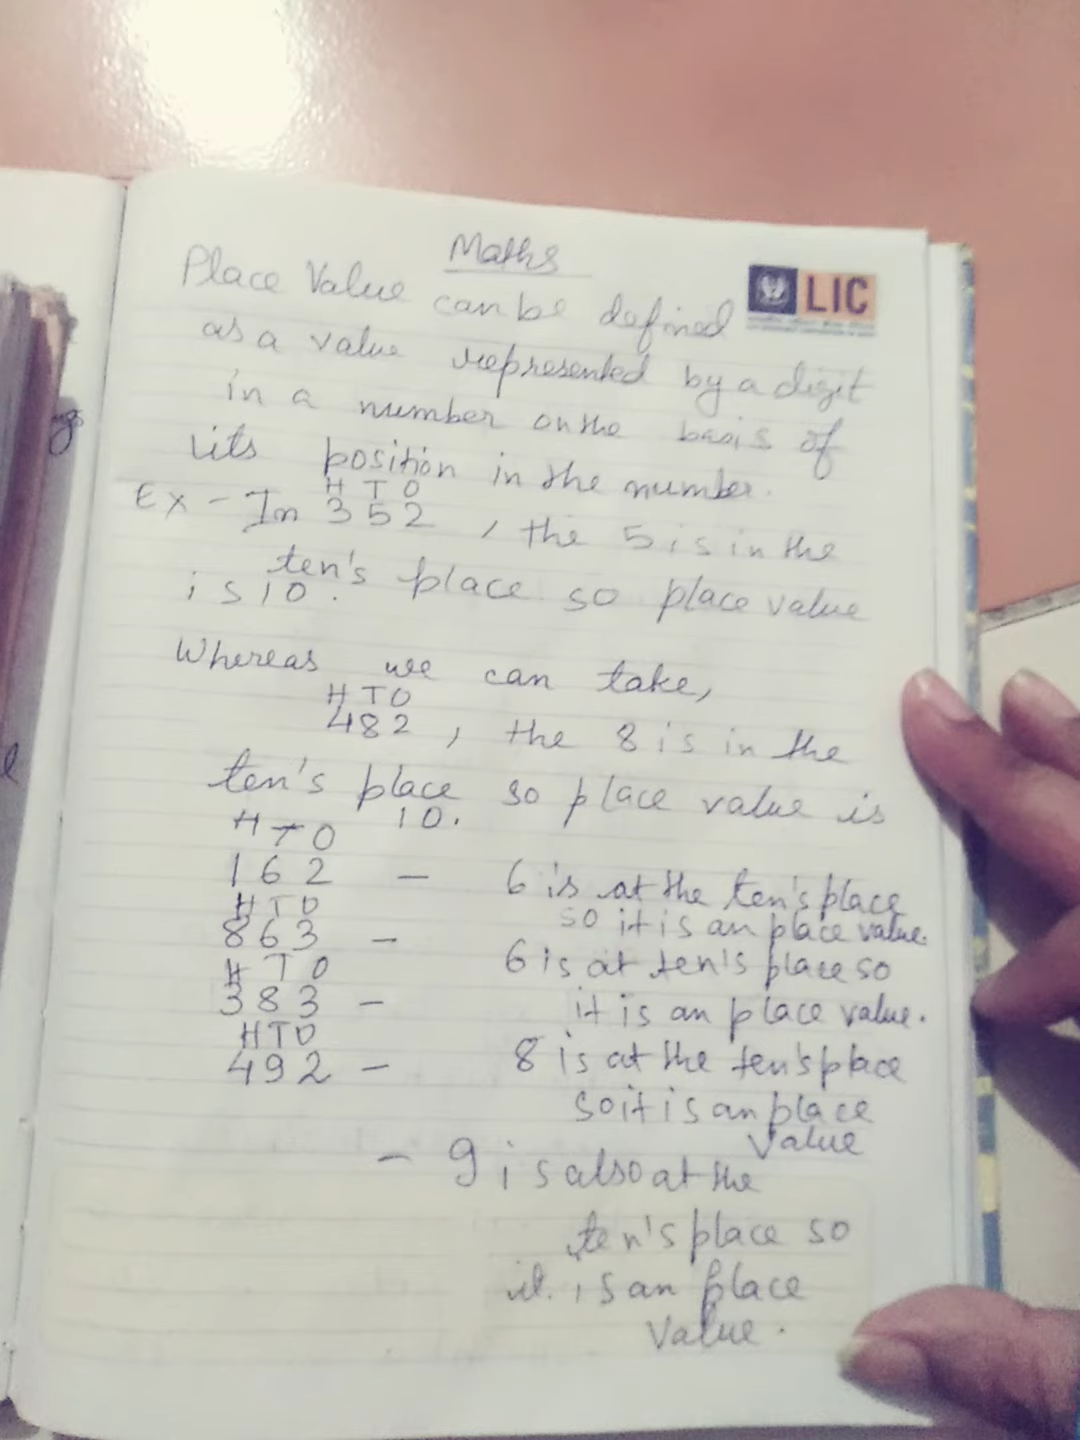 Maths
LIC
Place Value can be defined
as a value represented by a digit
in a number on the basis of
its position in the number.
H T O
Ex - In 352, the 5 is in the
ten's place so place value
is 10.
Whereas we can take,
H T O
482, the 8 is in the
ten's place so place value is
10.
H T O
162 - 6 is at the ten's place
so it is an place value.
H T O
863 - 6 is at ten's place so
it is an place value.
H T O
383 - 8 is at the ten's place
so it is an place
value
H T O
492 - 9 is also at the
ten's place so
it is an place
value.